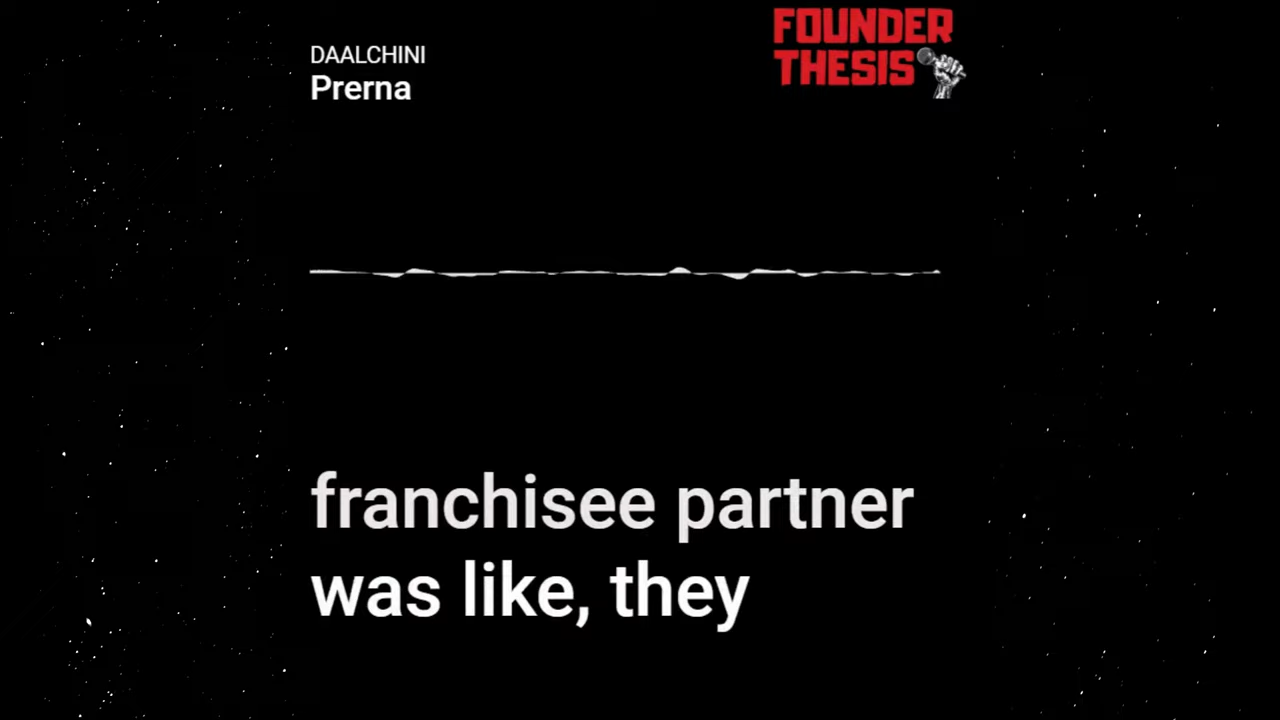 DAALCHINI
Prerna
FOUNDER
THESIS
franchisee partner
was like, they